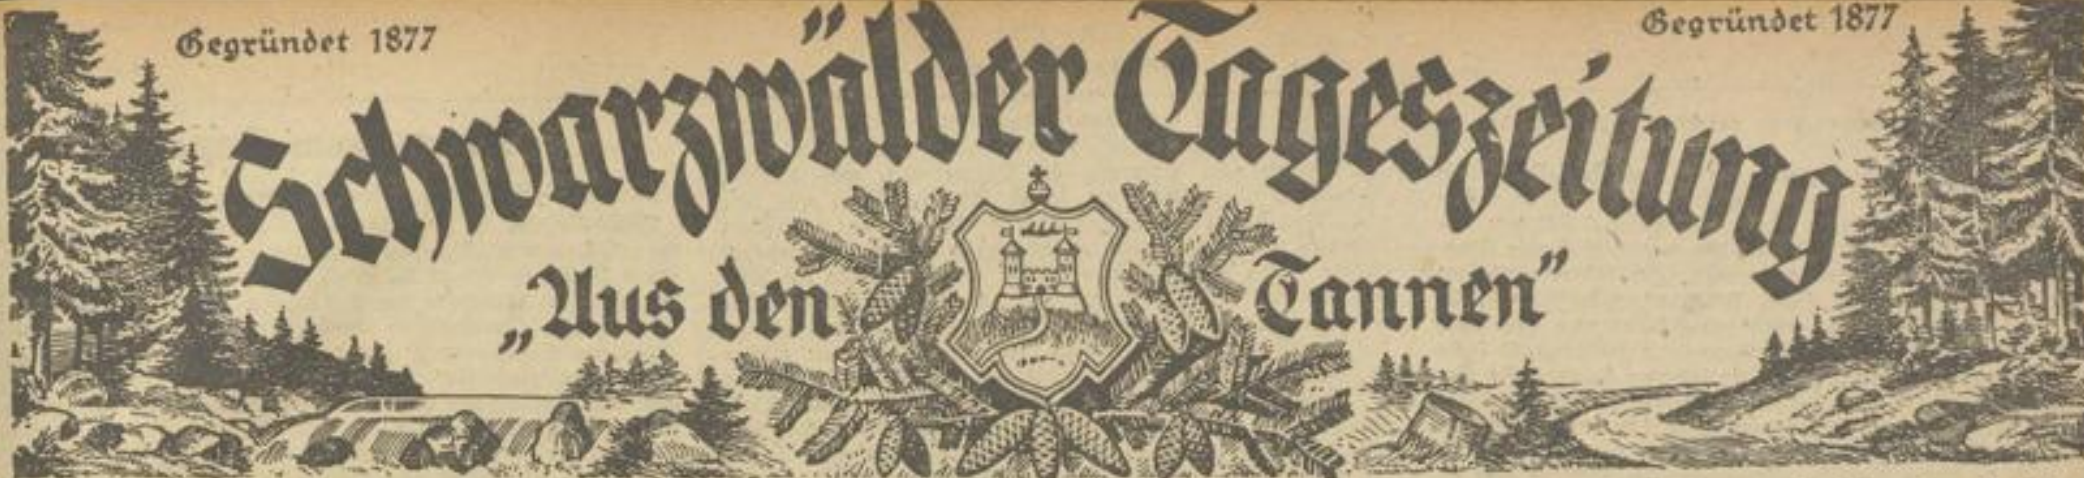 Gegründet 1877
Gegründet 1877
Schwarzwälder Tageszeitung
„Aus den Tannen“